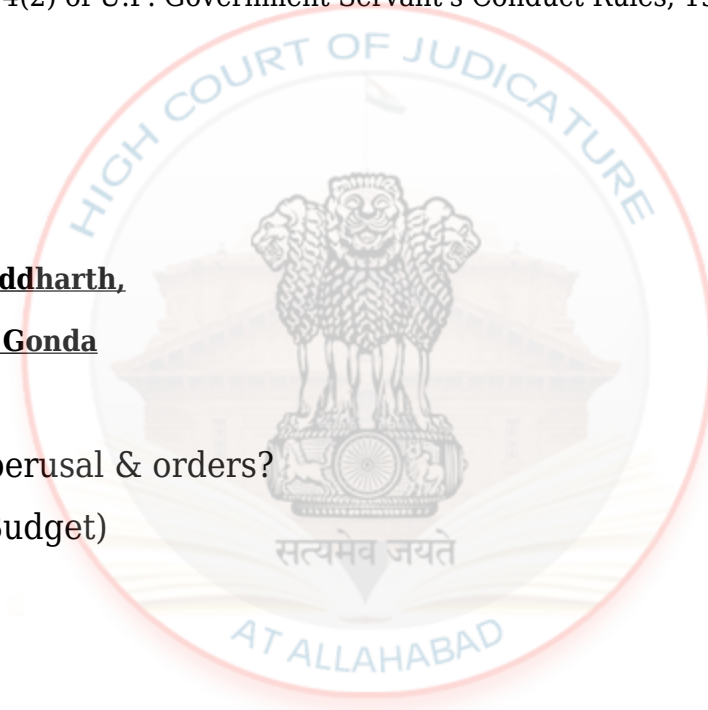 4(2) of U.P. Government Servant's Conduct Rules, 19
HIGH COURT OF JUDICATURE
ddharth,
Gonda
perusal & orders?
Budget)
सत्यमेव जयते
AT ALLAHABAD